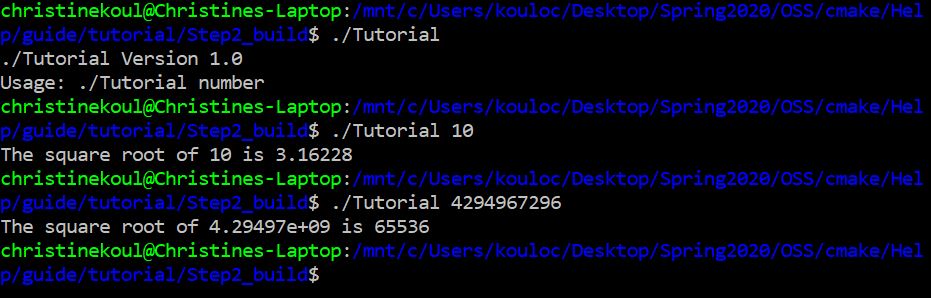 christinekoul@Christines-Laptop:/mnt/c/Users/kouloc/Desktop/Spring2020/OSS/cmake/Hel
p/guide/tutorial/Step2_build$ ./Tutorial
./Tutorial Version 1.0
Usage: ./Tutorial number
christinekoul@Christines-Laptop:/mnt/c/Users/kouloc/Desktop/Spring2020/OSS/cmake/Hel
p/guide/tutorial/Step2_build$ ./Tutorial 10
The square root of 10 is 3.16228
christinekoul@Christines-Laptop:/mnt/c/Users/kouloc/Desktop/Spring2020/OSS/cmake/Hel
p/guide/tutorial/Step2_build$ ./Tutorial 4294967296
The square root of 4.29497e+09 is 65536
christinekoul@Christines-Laptop:/mnt/c/Users/kouloc/Desktop/Spring2020/OSS/cmake/Hel
p/guide/tutorial/Step2_build$